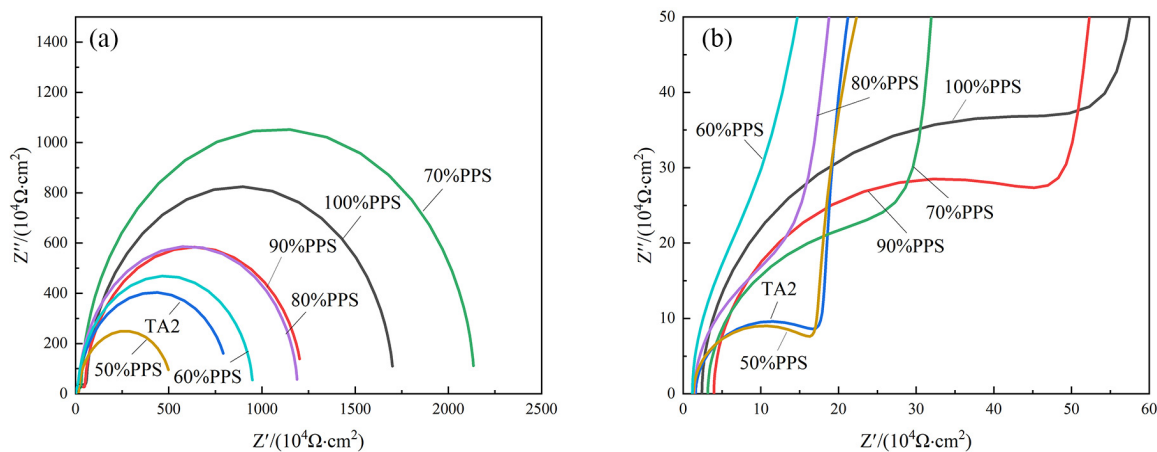 (a)
1400
1200
1000
800
600
400
200
0
Z''/(10⁴Ω·cm²)
70%PPS
100%PPS
90%PPS
80%PPS
TA2
50%PPS
60%PPS
0 500 1000 1500 2000 2500
Z'/(10⁴Ω·cm²)
(b)
50
40
30
20
10
0
Z''/(10⁴Ω·cm²)
80%PPS
100%PPS
60%PPS
70%PPS
90%PPS
TA2
50%PPS
0 10 20 30 40 50 60
Z'/(10⁴Ω·cm²)